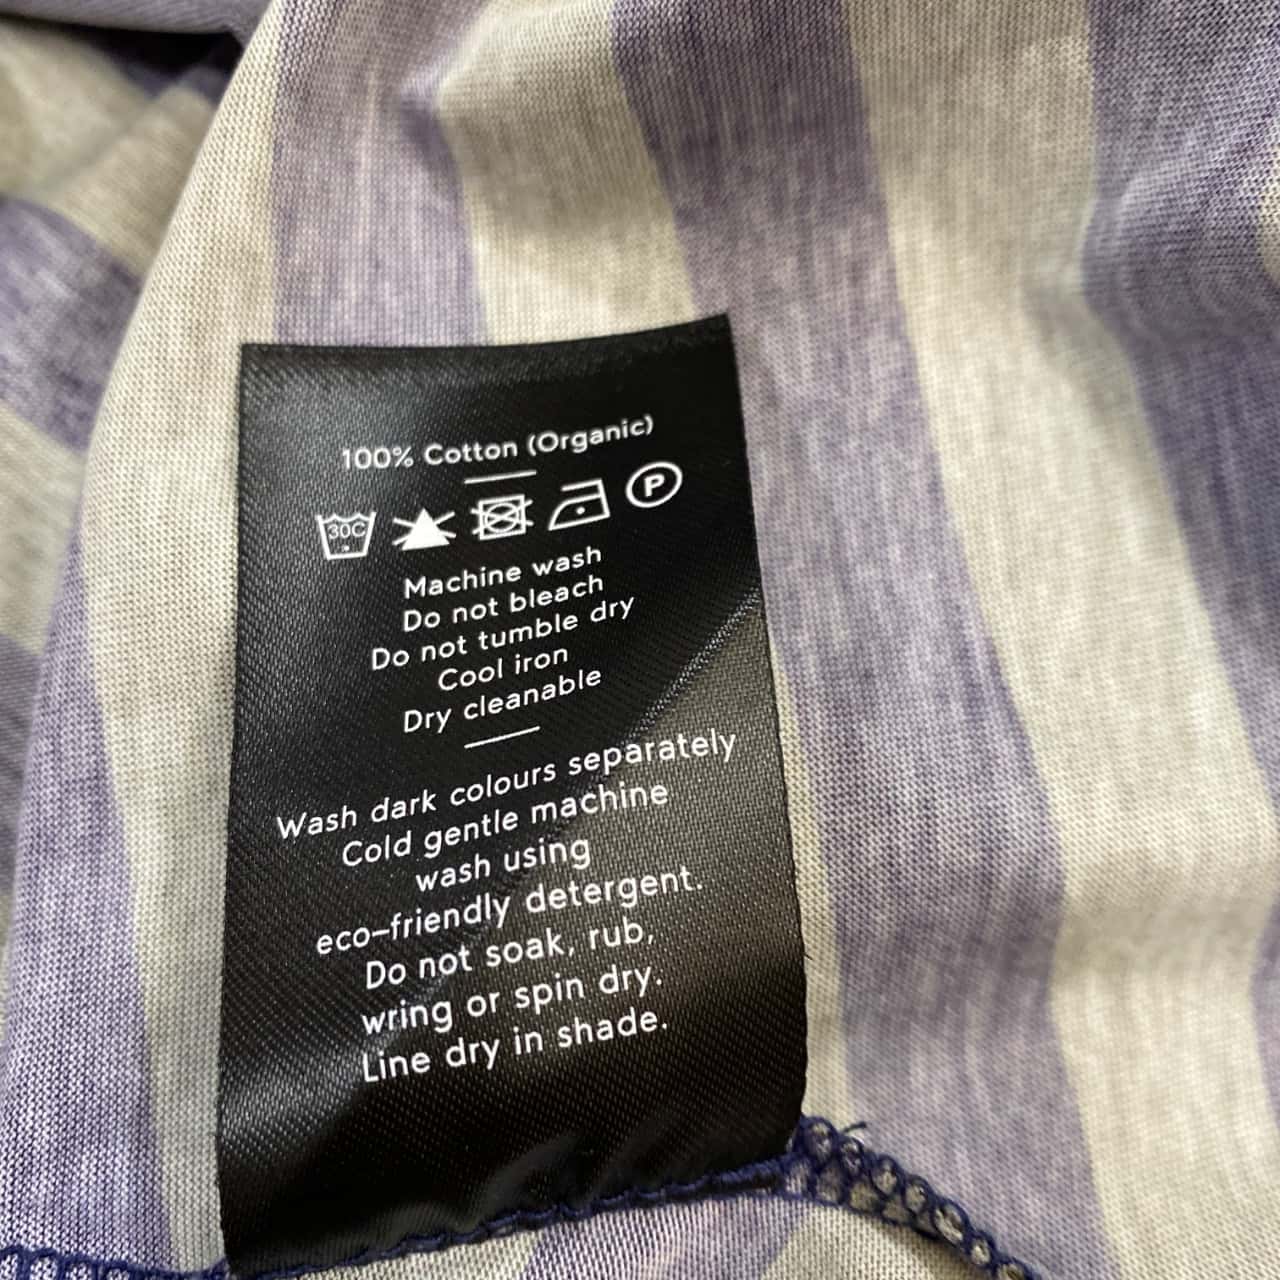 100% Cotton (Organic)
30C P
Machine wash
Do not bleach
Do not tumble dry
Cool iron
Dry cleanable
Wash dark colours separately
Cold gentle machine
wash using
eco-friendly detergent.
Do not soak, rub,
wring or spin dry.
Line dry in shade.